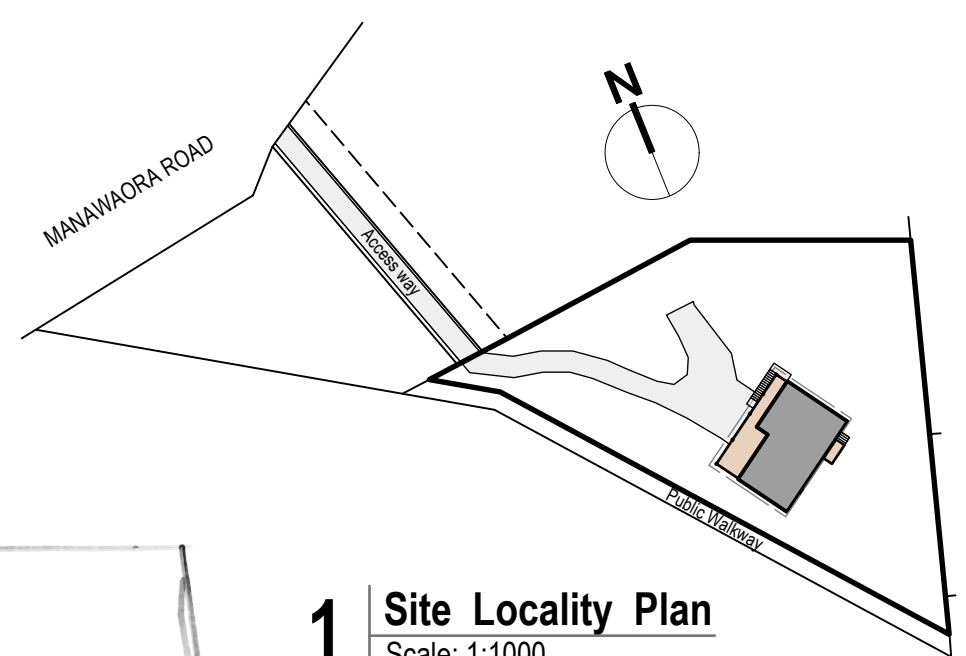 N
MANAWAORA ROAD
Access way
Public Walkway
1
Site Locality Plan
Scale: 1:1000